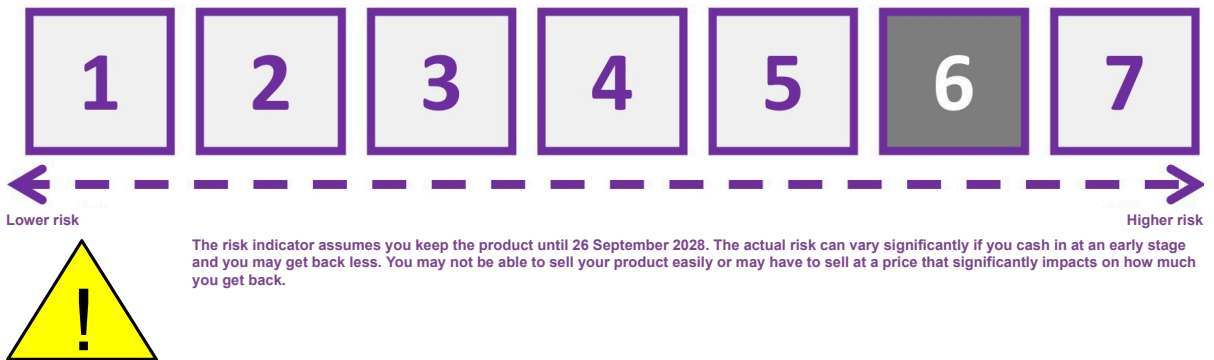 1 2 3 4 5 6 7
Lower risk Higher risk
The risk indicator assumes you keep the product until 26 September 2028. The actual risk can vary significantly if you cash in at an early stage
and you may get back less. You may not be able to sell your product easily or may have to sell at a price that significantly impacts on how much
you get back.
!